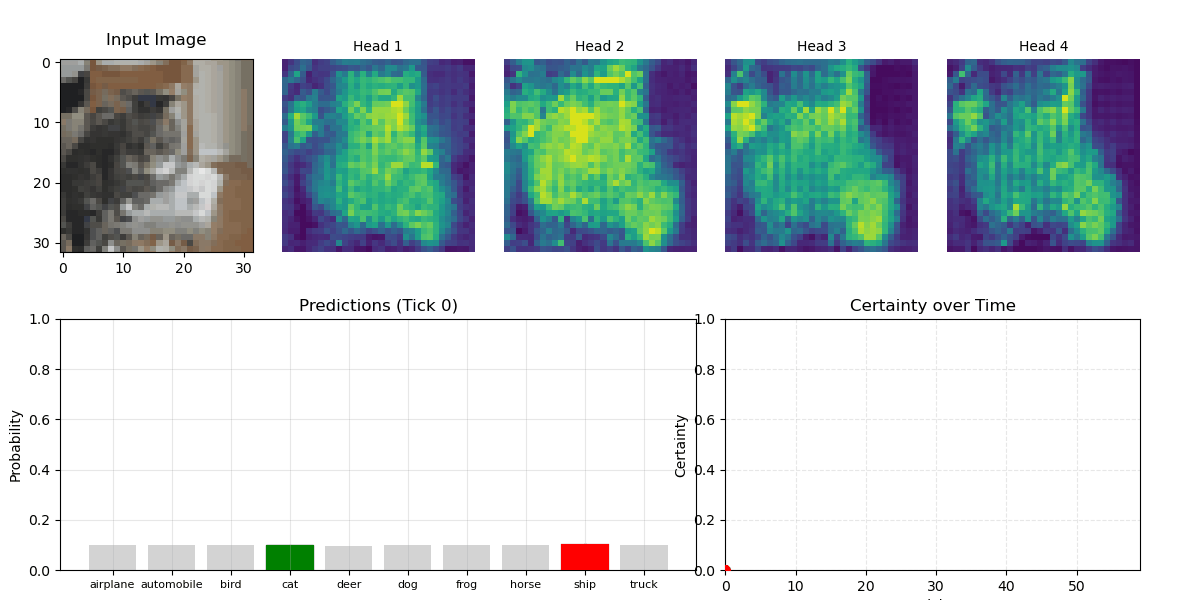 Input Image
Head 1
Head 2
Head 3
Head 4
0
10
20
30
0
10
20
30
Predictions (Tick 0)
Probability
1.0
0.8
0.6
0.4
0.2
0.0
airplane
automobile
bird
cat
deer
dog
frog
horse
ship
truck
Certainty over Time
Certainty
1.0
0.8
0.6
0.4
0.2
0.0
0
10
20
30
40
50